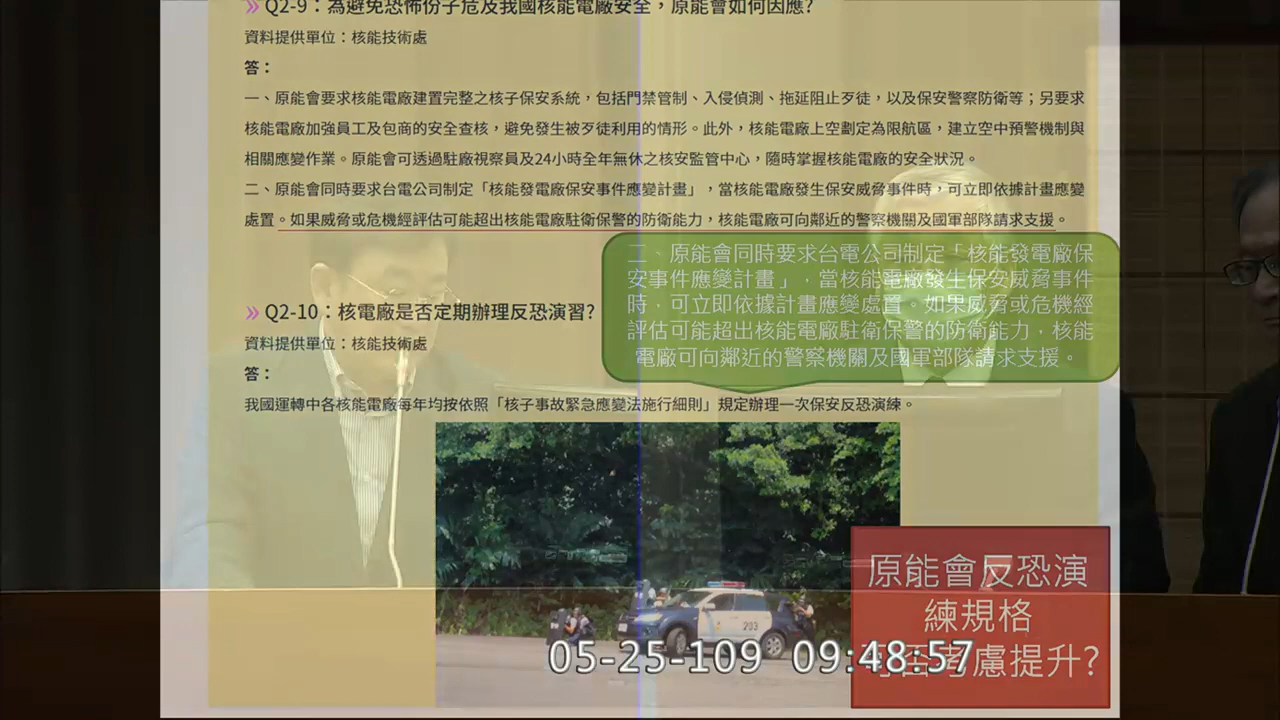 » Q2-9：為避免恐怖份子危及我國核能電廠安全，原能會如何因應?
資料提供單位：核能技術處
答：
一、原能會要求核能電廠建置完整之核子保安系統，包括門禁管制、入侵偵測、拖延阻止歹徒，以及保安警察防衛等；另要求
核能電廠加強員工及包商的安全查核，避免發生被歹徒利用的情形。此外，核能電廠上空劃定為限航區，建立空中預警機制與
相關應變作業。原能會可透過駐廠視察員及24小時全年無休之核安監管中心，隨時掌握核能電廠的安全狀況。
二、原能會同時要求台電公司制定「核能發電廠保安事件應變計畫」，當核能電廠發生保安威脅事件時，可立即依據計畫應變
處置。如果威脅或危機經評估可能超出核能電廠駐衛保警的防衛能力，核能電廠可向鄰近的警察機關及國軍部隊請求支援。
二、原能會同時要求台電公司制定「核能發電廠保
安事件應變計畫」，當核能電廠發生保安威脅事件
時，可立即依據計畫應變處置。如果威脅或危機經
評估可能超出核能電廠駐衛保警的防衛能力，核能
電廠可向鄰近的警察機關及國軍部隊請求支援。
» Q2-10：核電廠是否定期辦理反恐演習?
資料提供單位：核能技術處
答：
我國運轉中各核能電廠每年均按依照「核子事故緊急應變法施行細則」規定辦理一次保安反恐演練。
203
原能會反恐演
練規格
可否考慮提升?
05-25-109 09:48:57